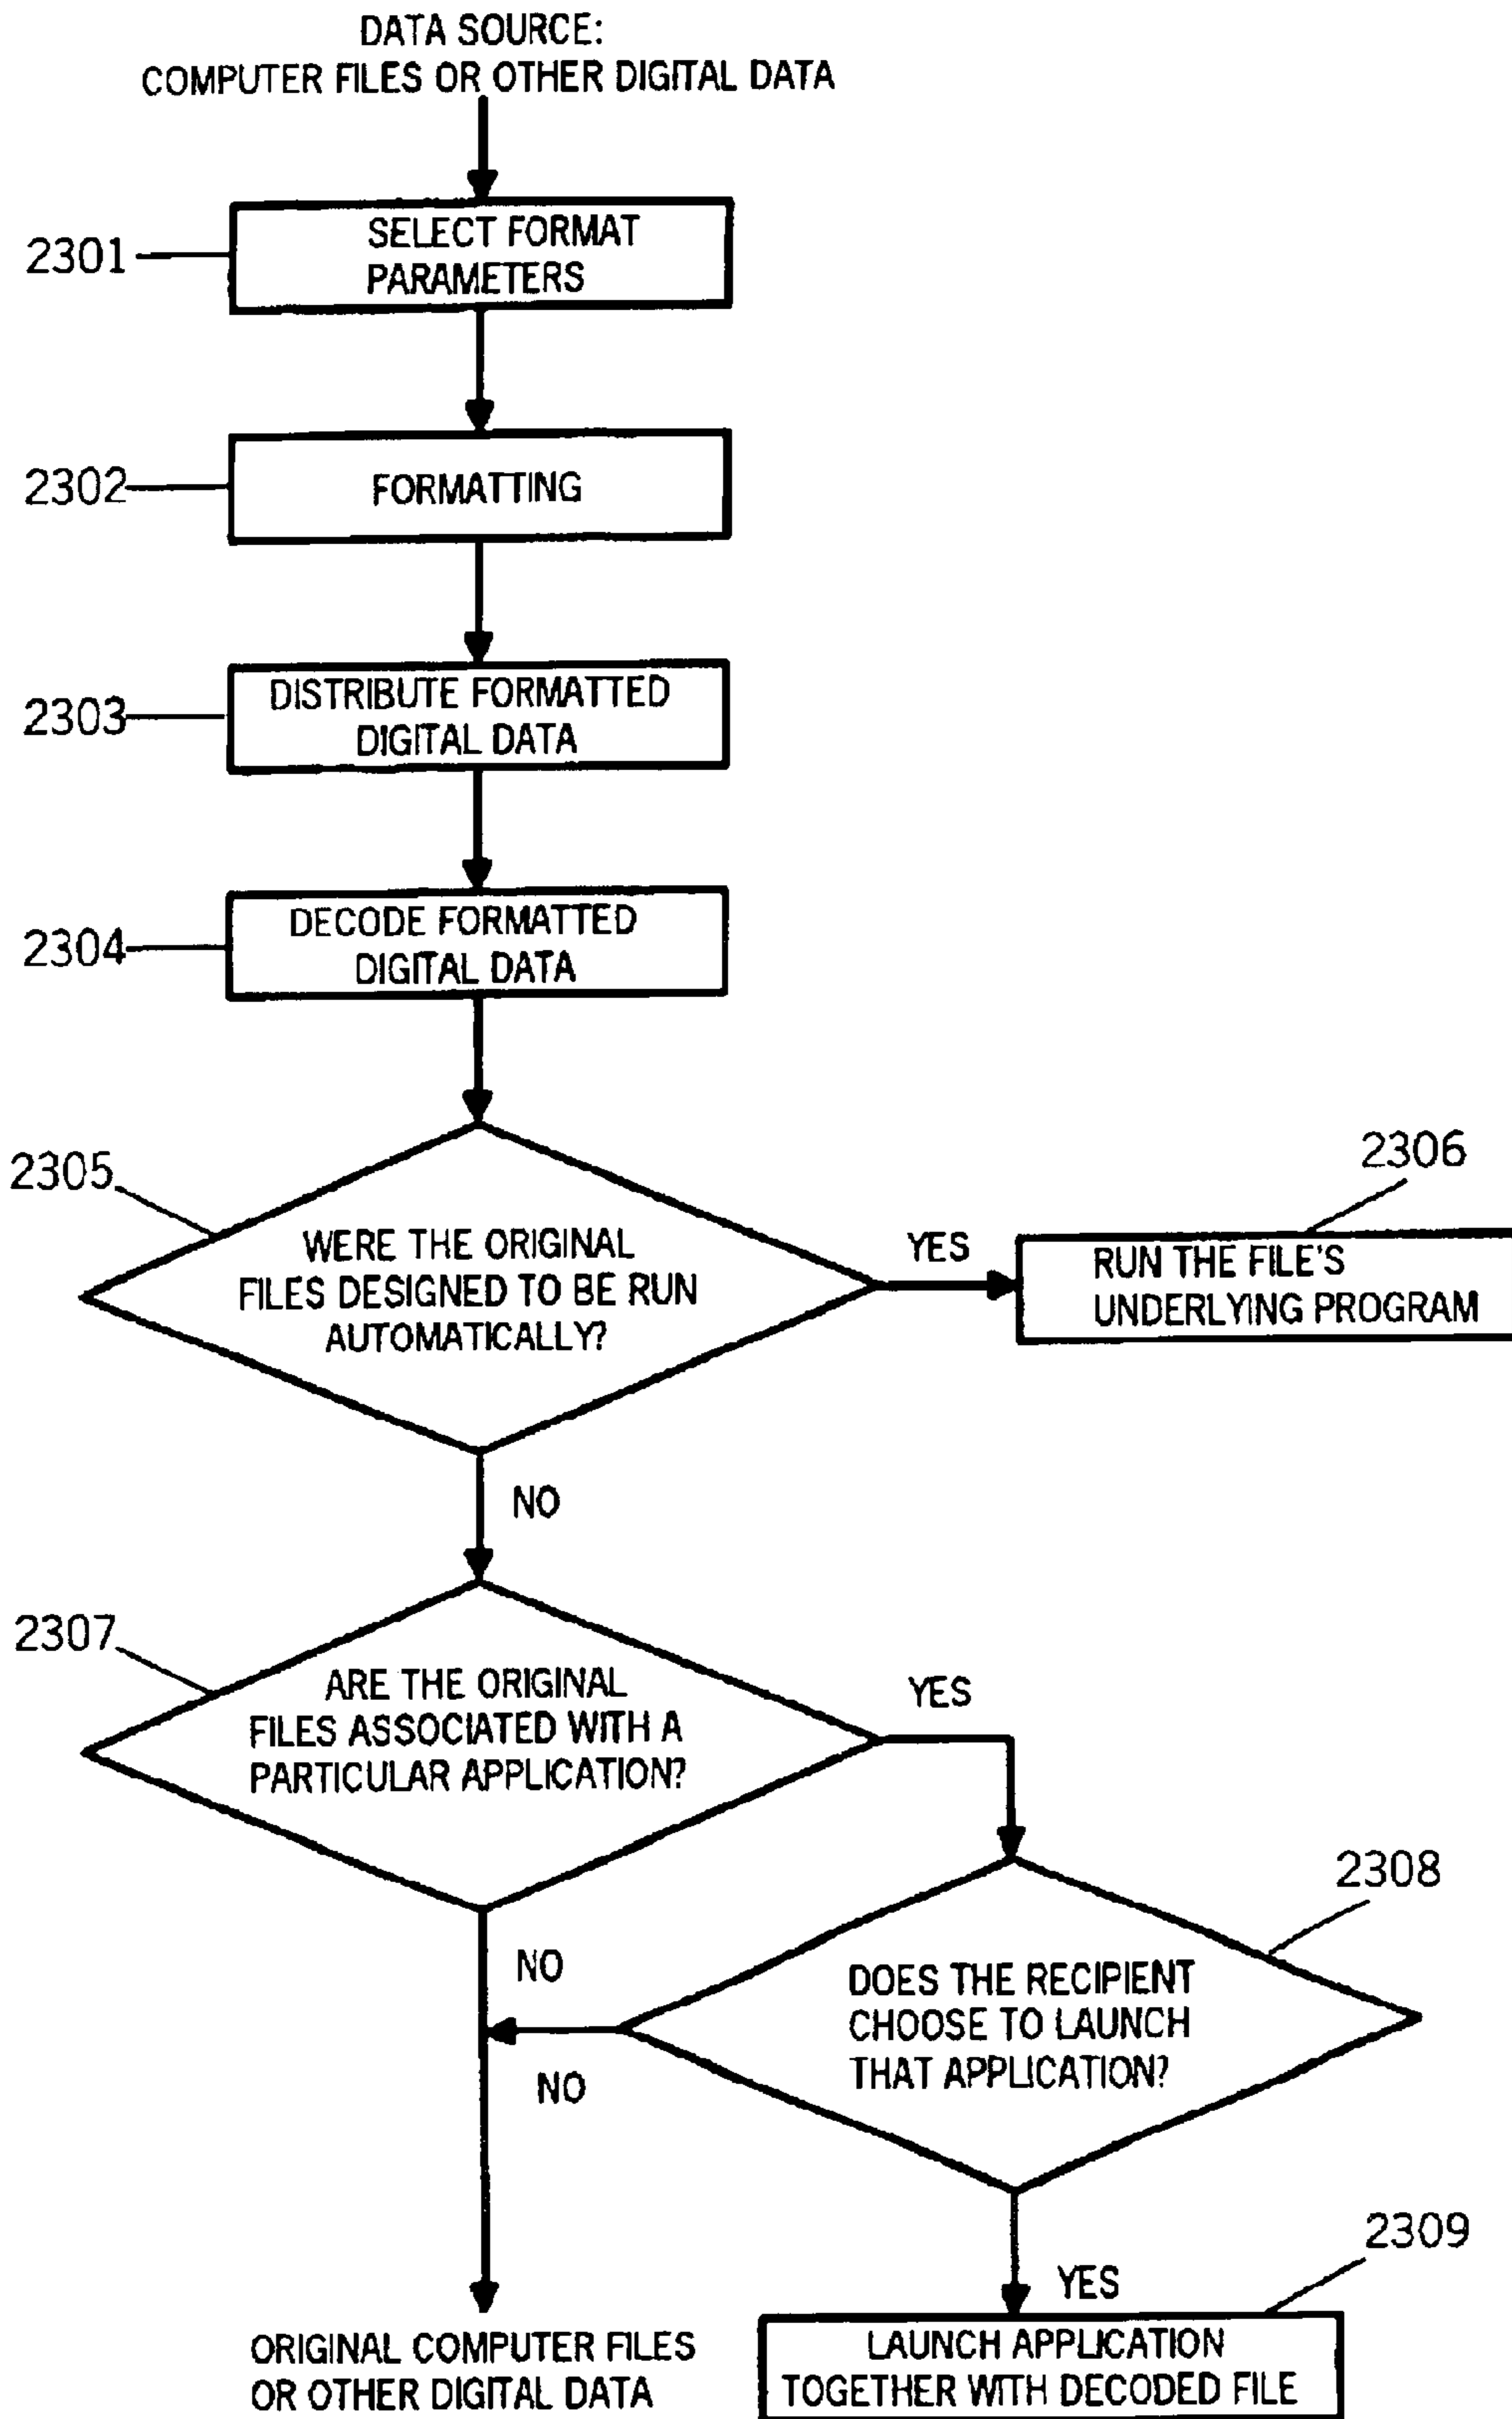 DATA SOURCE:
COMPUTER FILES OR OTHER DIGITAL DATA
2301
SELECT FORMAT
PARAMETERS
2302
FORMATTING
2303
DISTRIBUTE FORMATTED
DIGITAL DATA
2304
DECODE FORMATTED
DIGITAL DATA
2305
WERE THE ORIGINAL
FILES DESIGNED TO BE RUN
AUTOMATICALLY?
YES
2306
RUN THE FILE'S
UNDERLYING PROGRAM
NO
2307
ARE THE ORIGINAL
FILES ASSOCIATED WITH A
PARTICULAR APPLICATION?
YES
2308
DOES THE RECIPIENT
CHOOSE TO LAUNCH
THAT APPLICATION?
NO
NO
YES
2309
LAUNCH APPLICATION
TOGETHER WITH DECODED FILE
ORIGINAL COMPUTER FILES
OR OTHER DIGITAL DATA